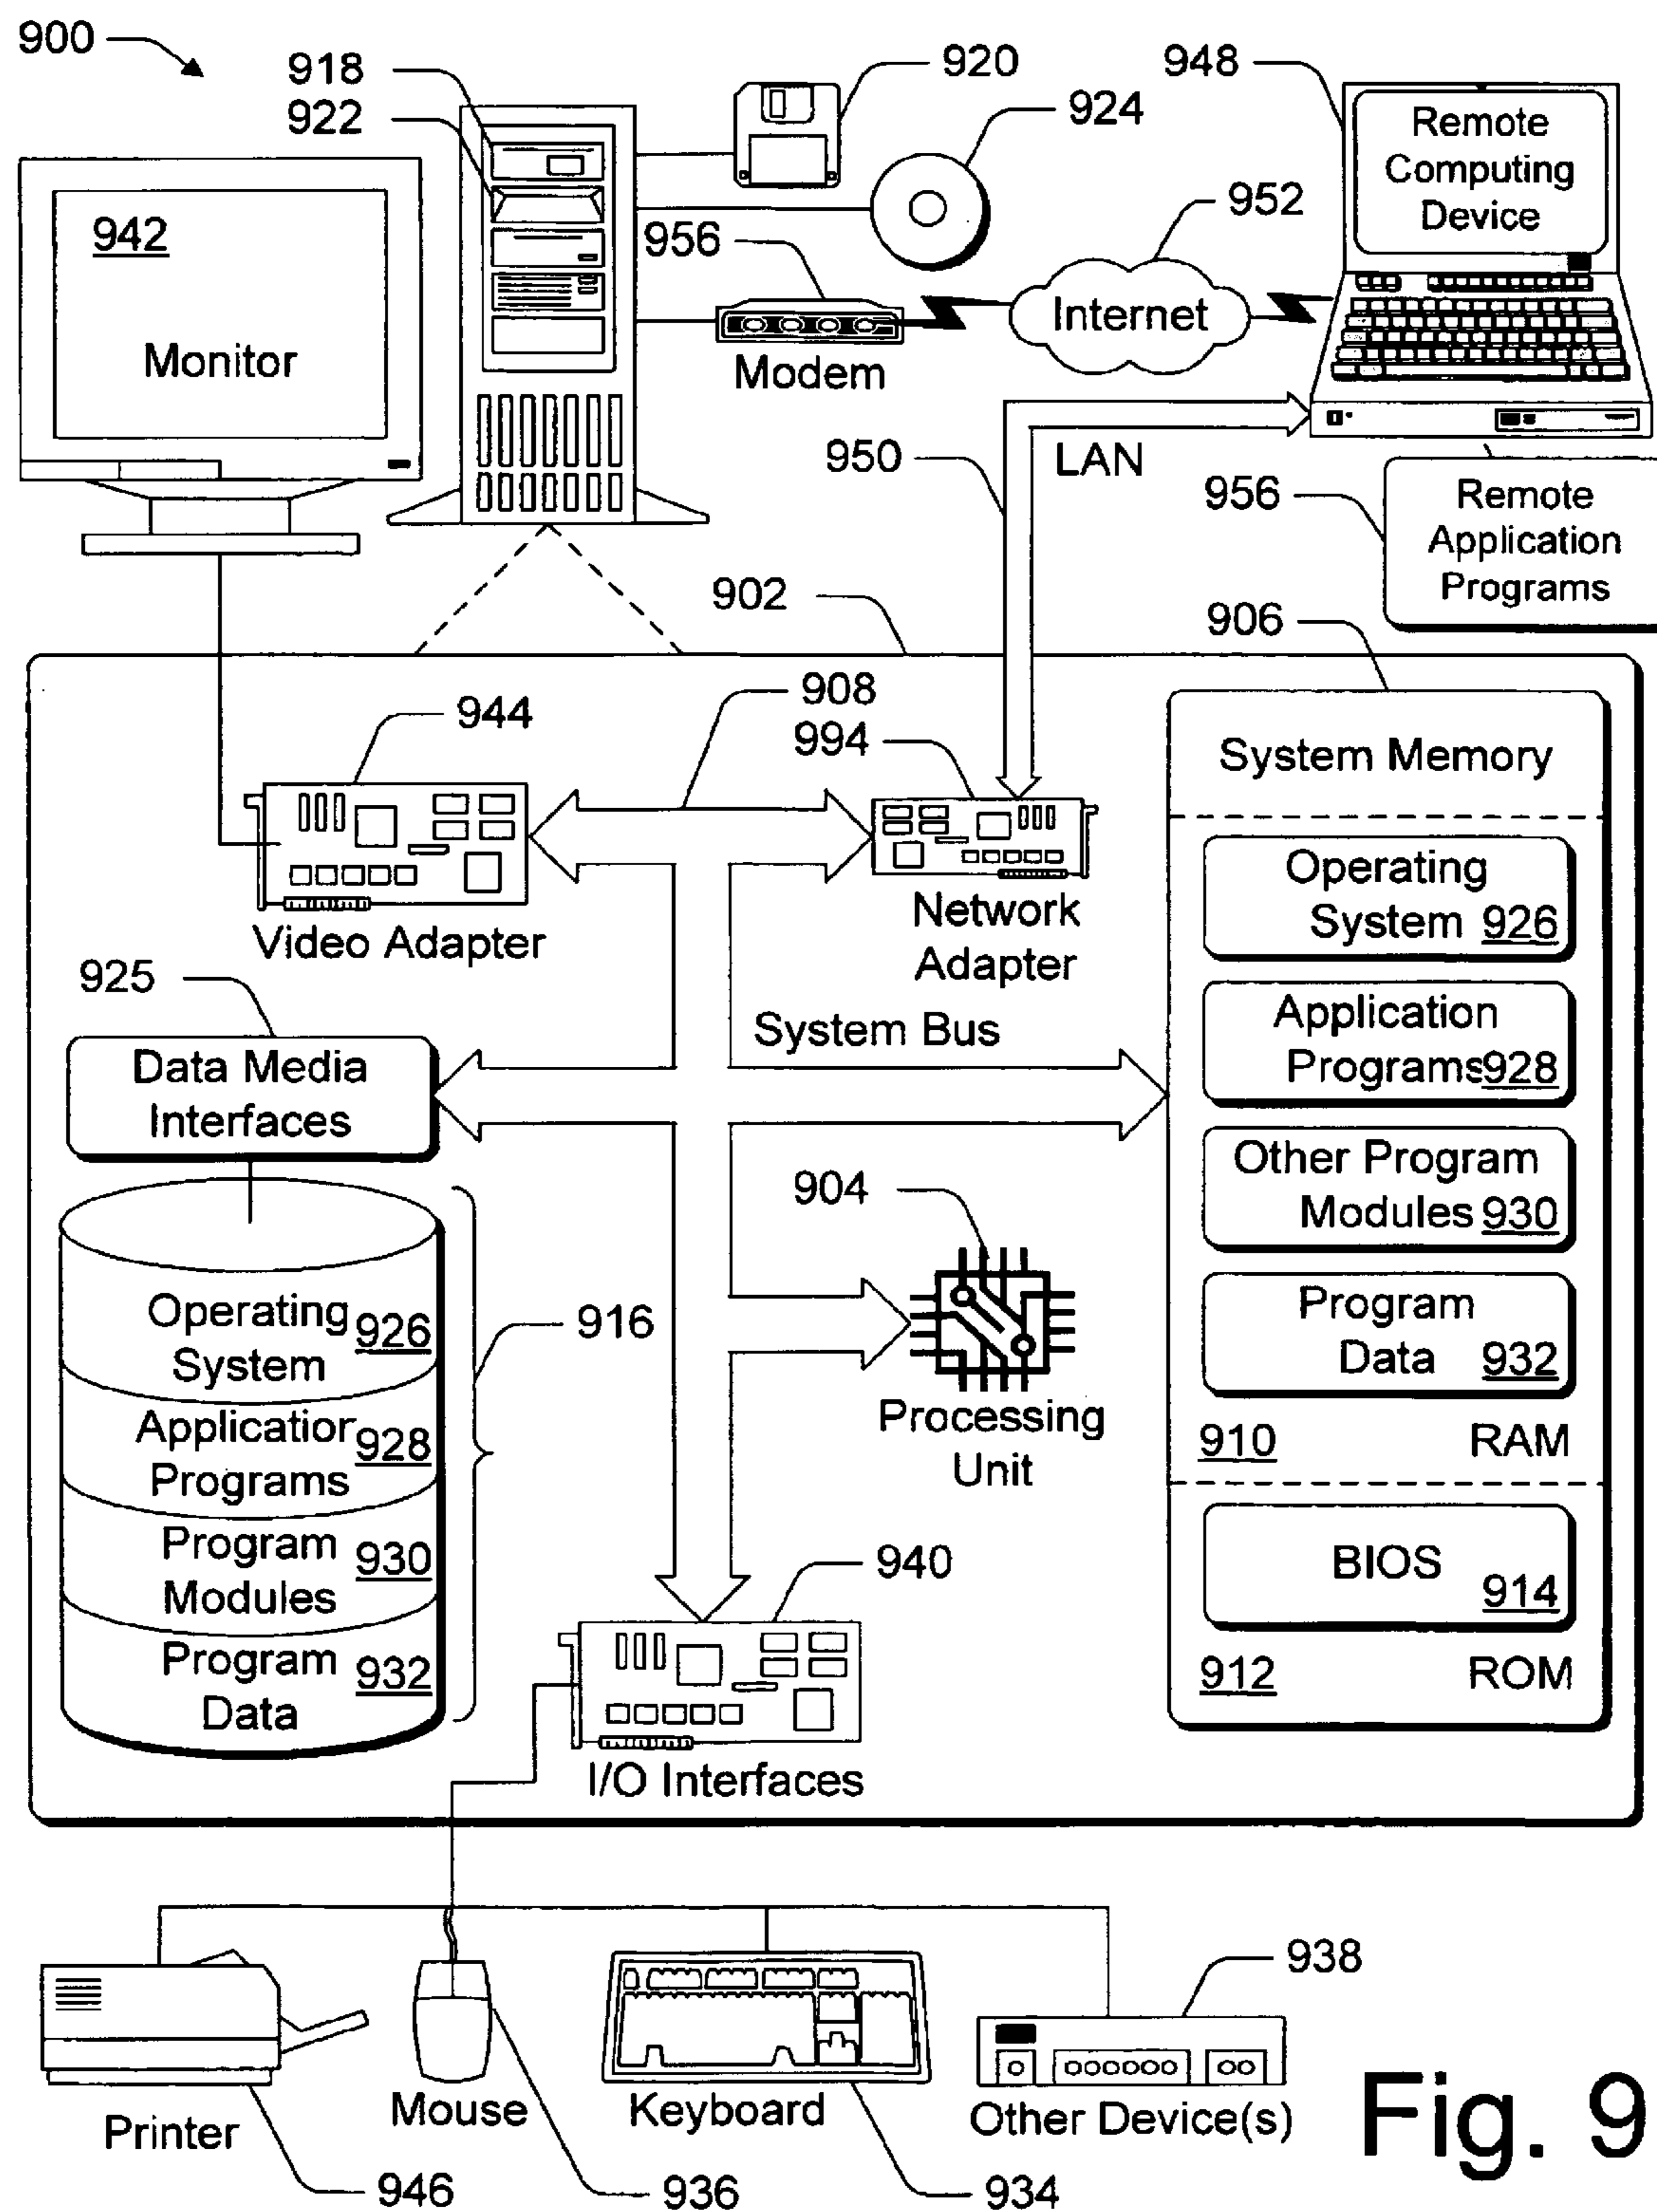 900
918
922
920
924
948
Remote
Computing
Device
942
Monitor
956
Modem
952
Internet
950
LAN
956
Remote
Application
Programs
902
906
908
944
994
Video Adapter
Network
Adapter
System Memory
Operating
System 926
Application
Programs 928
Other Program
Modules 930
Program
Data 932
910 RAM
BIOS
914
912 ROM
925
Data Media
Interfaces
System Bus
904
Processing
Unit
Operating 926
System
Applicatior 928
Programs
Program 930
Modules
Program 932
Data
916
940
I/O Interfaces
938
Printer
Mouse
Keyboard
Other Device(s)
946
936
934
Fig. 9